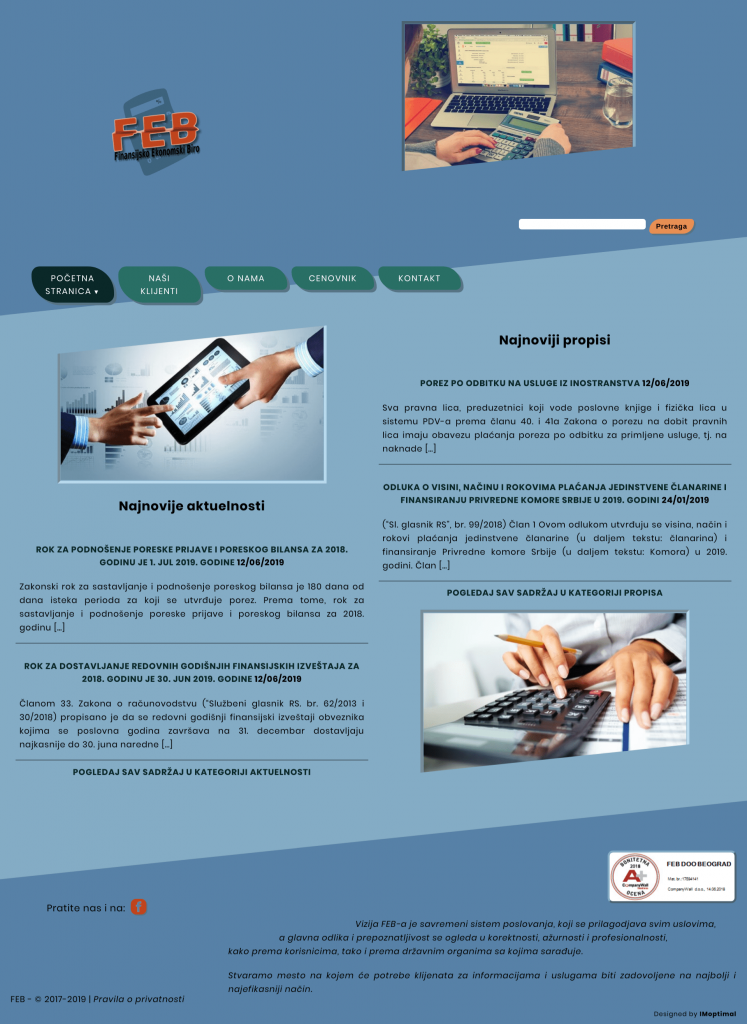 FEB
Finansijsko Ekonomski Biro
Pretraga
POČETNA
STRANICA ▾
NAŠI
KLIJENTI
O NAMA
CENOVNIK
KONTAKT
Najnovije aktuelnosti
ROK ZA PODNOŠENJE PORESKE PRIJAVE I PORESKOG BILANSA ZA 2018.
GODINU JE 1. JUL 2019. GODINE 12/06/2019
Zakonski rok za sastavljanje i podnošenje poreskog bilansa je 180 dana od
dana isteka perioda za koji se utvrđuje porez. Prema tome, rok za
sastavljanje i podnošenje poreske prijave i poreskog bilansa za 2018.
godinu [...]
ROK ZA DOSTAVLJANJE REDOVNIH GODIŠNJIH FINANSIJSKIH IZVEŠTAJA ZA
2018. GODINU JE 30. JUN 2019. GODINE 12/06/2019
Članom 33. Zakona o računovodstvu ("Službeni glasnik RS. br. 62/2013 i
30/2018) propisano je da se redovni godišnji finansijski izveštaji obveznika
kojima se poslovna godina završava na 31. decembar dostavljaju
najkasnije do 30. juna naredne [...]
POGLEDAJ SAV SADRŽAJ U KATEGORIJI AKTUELNOSTI
Najnoviji propisi
POREZ PO ODBITKU NA USLUGE IZ INOSTRANSTVA 12/06/2019
Sva pravna lica, preduzetnici koji vode poslovne knjige i fizička lica u
sistemu PDV-a prema članu 40. i 41a Zakona o porezu na dobit pravnih
lica imaju obavezu plaćanja poreza po odbitku za primljene usluge, tj. na
naknade [...]
ODLUKA O VISINI, NAČINU I ROKOVIMA PLAĆANJA JEDINSTVENE ČLANARINE I
FINANSIRANJU PRIVREDNE KOMORE SRBIJE U 2019. GODINI 24/01/2019
("Sl. glasnik RS", br. 99/2018) Član 1 Ovom odlukom utvrđuju se visina, način i
rokovi plaćanja jedinstvene članarine (u daljem tekstu: članarina) i
finansiranje Privredne komore Srbije (u daljem tekstu: Komora) u 2019.
godini. Član [...]
POGLEDAJ SAV SADRŽAJ U KATEGORIJI PROPISA
BONITETNA
2018
A+
CompanyWall
OCENA
FEB DOO BEOGRAD
Pratite nas i na:
Vizija FEB-a je savremeni sistem poslovanja, koji se prilagodjava svim uslovima,
a glavna odlika i prepoznatljivost se ogleda u korektnosti, ažurnosti i profesionalnosti,
kako prema korisnicima, tako i prema državnim organima sa kojima sarađuje.
Stvaramo mesto na kojem će potrebe klijenata za informacijama i uslugama biti zadovoljene na najbolji i
najefikasniji način.
FEB - © 2017-2019 | Pravila o privatnosti
Designed by IMoptimal